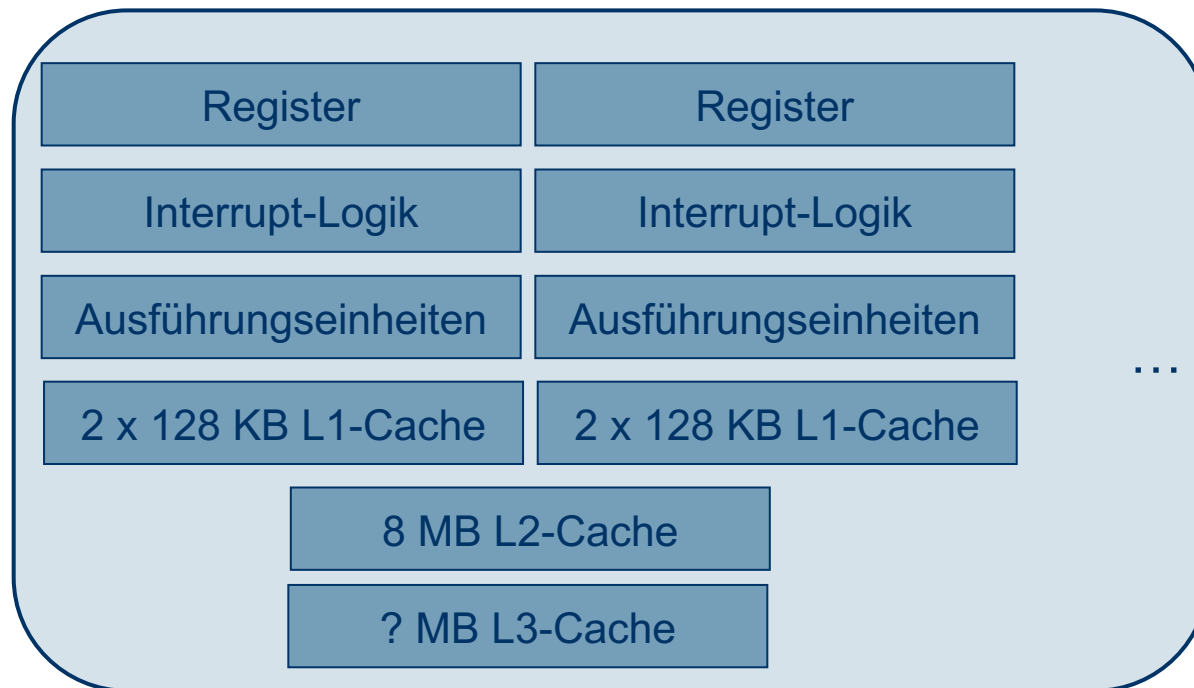 Register Register
Interrupt-Logik Interrupt-Logik
Ausführungseinheiten Ausführungseinheiten
...
2 x 128 KB L1-Cache 2 x 128 KB L1-Cache
8 MB L2-Cache
? MB L3-Cache